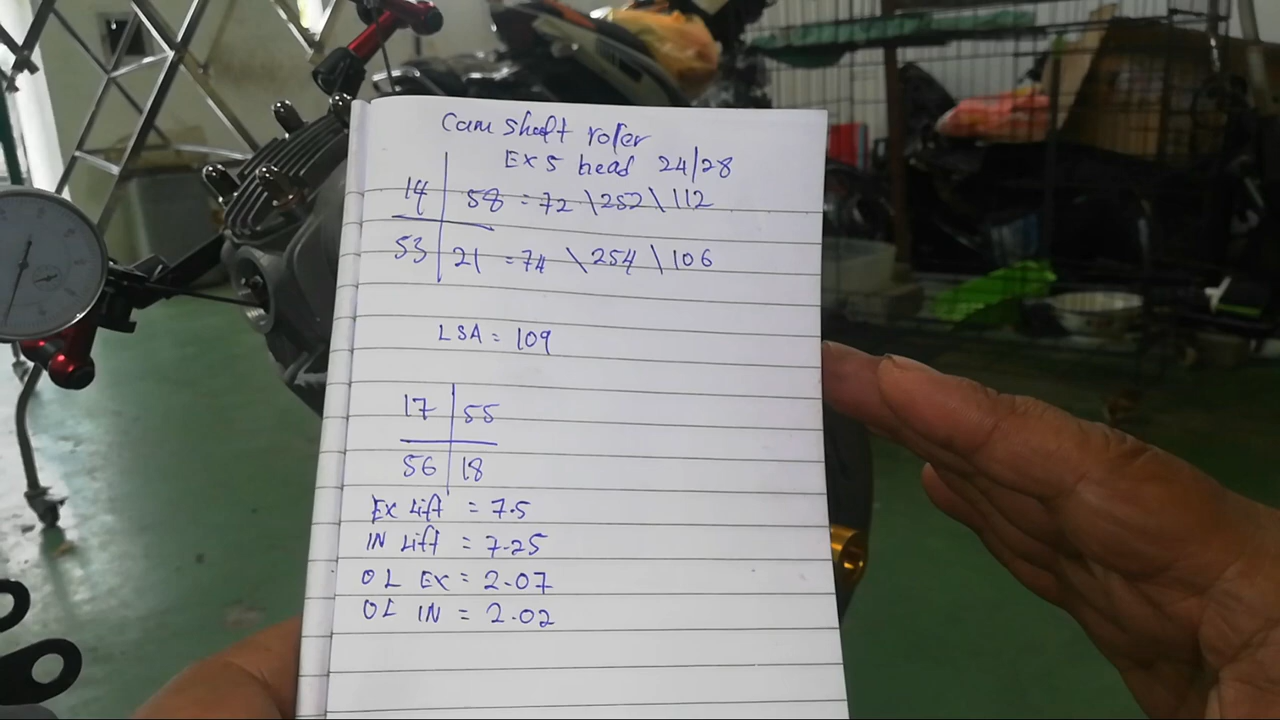 Cam shaft roler
EX 5 head 24/28
14 | 58 = 72 \ 252 \ 112
53 | 21 = 74 \ 254 \ 106
LSA = 109
17 | 55
56 | 18
EX Lift = 7.5
IN Lift = 7.25
OL EX = 2.07
OL IN = 2.02